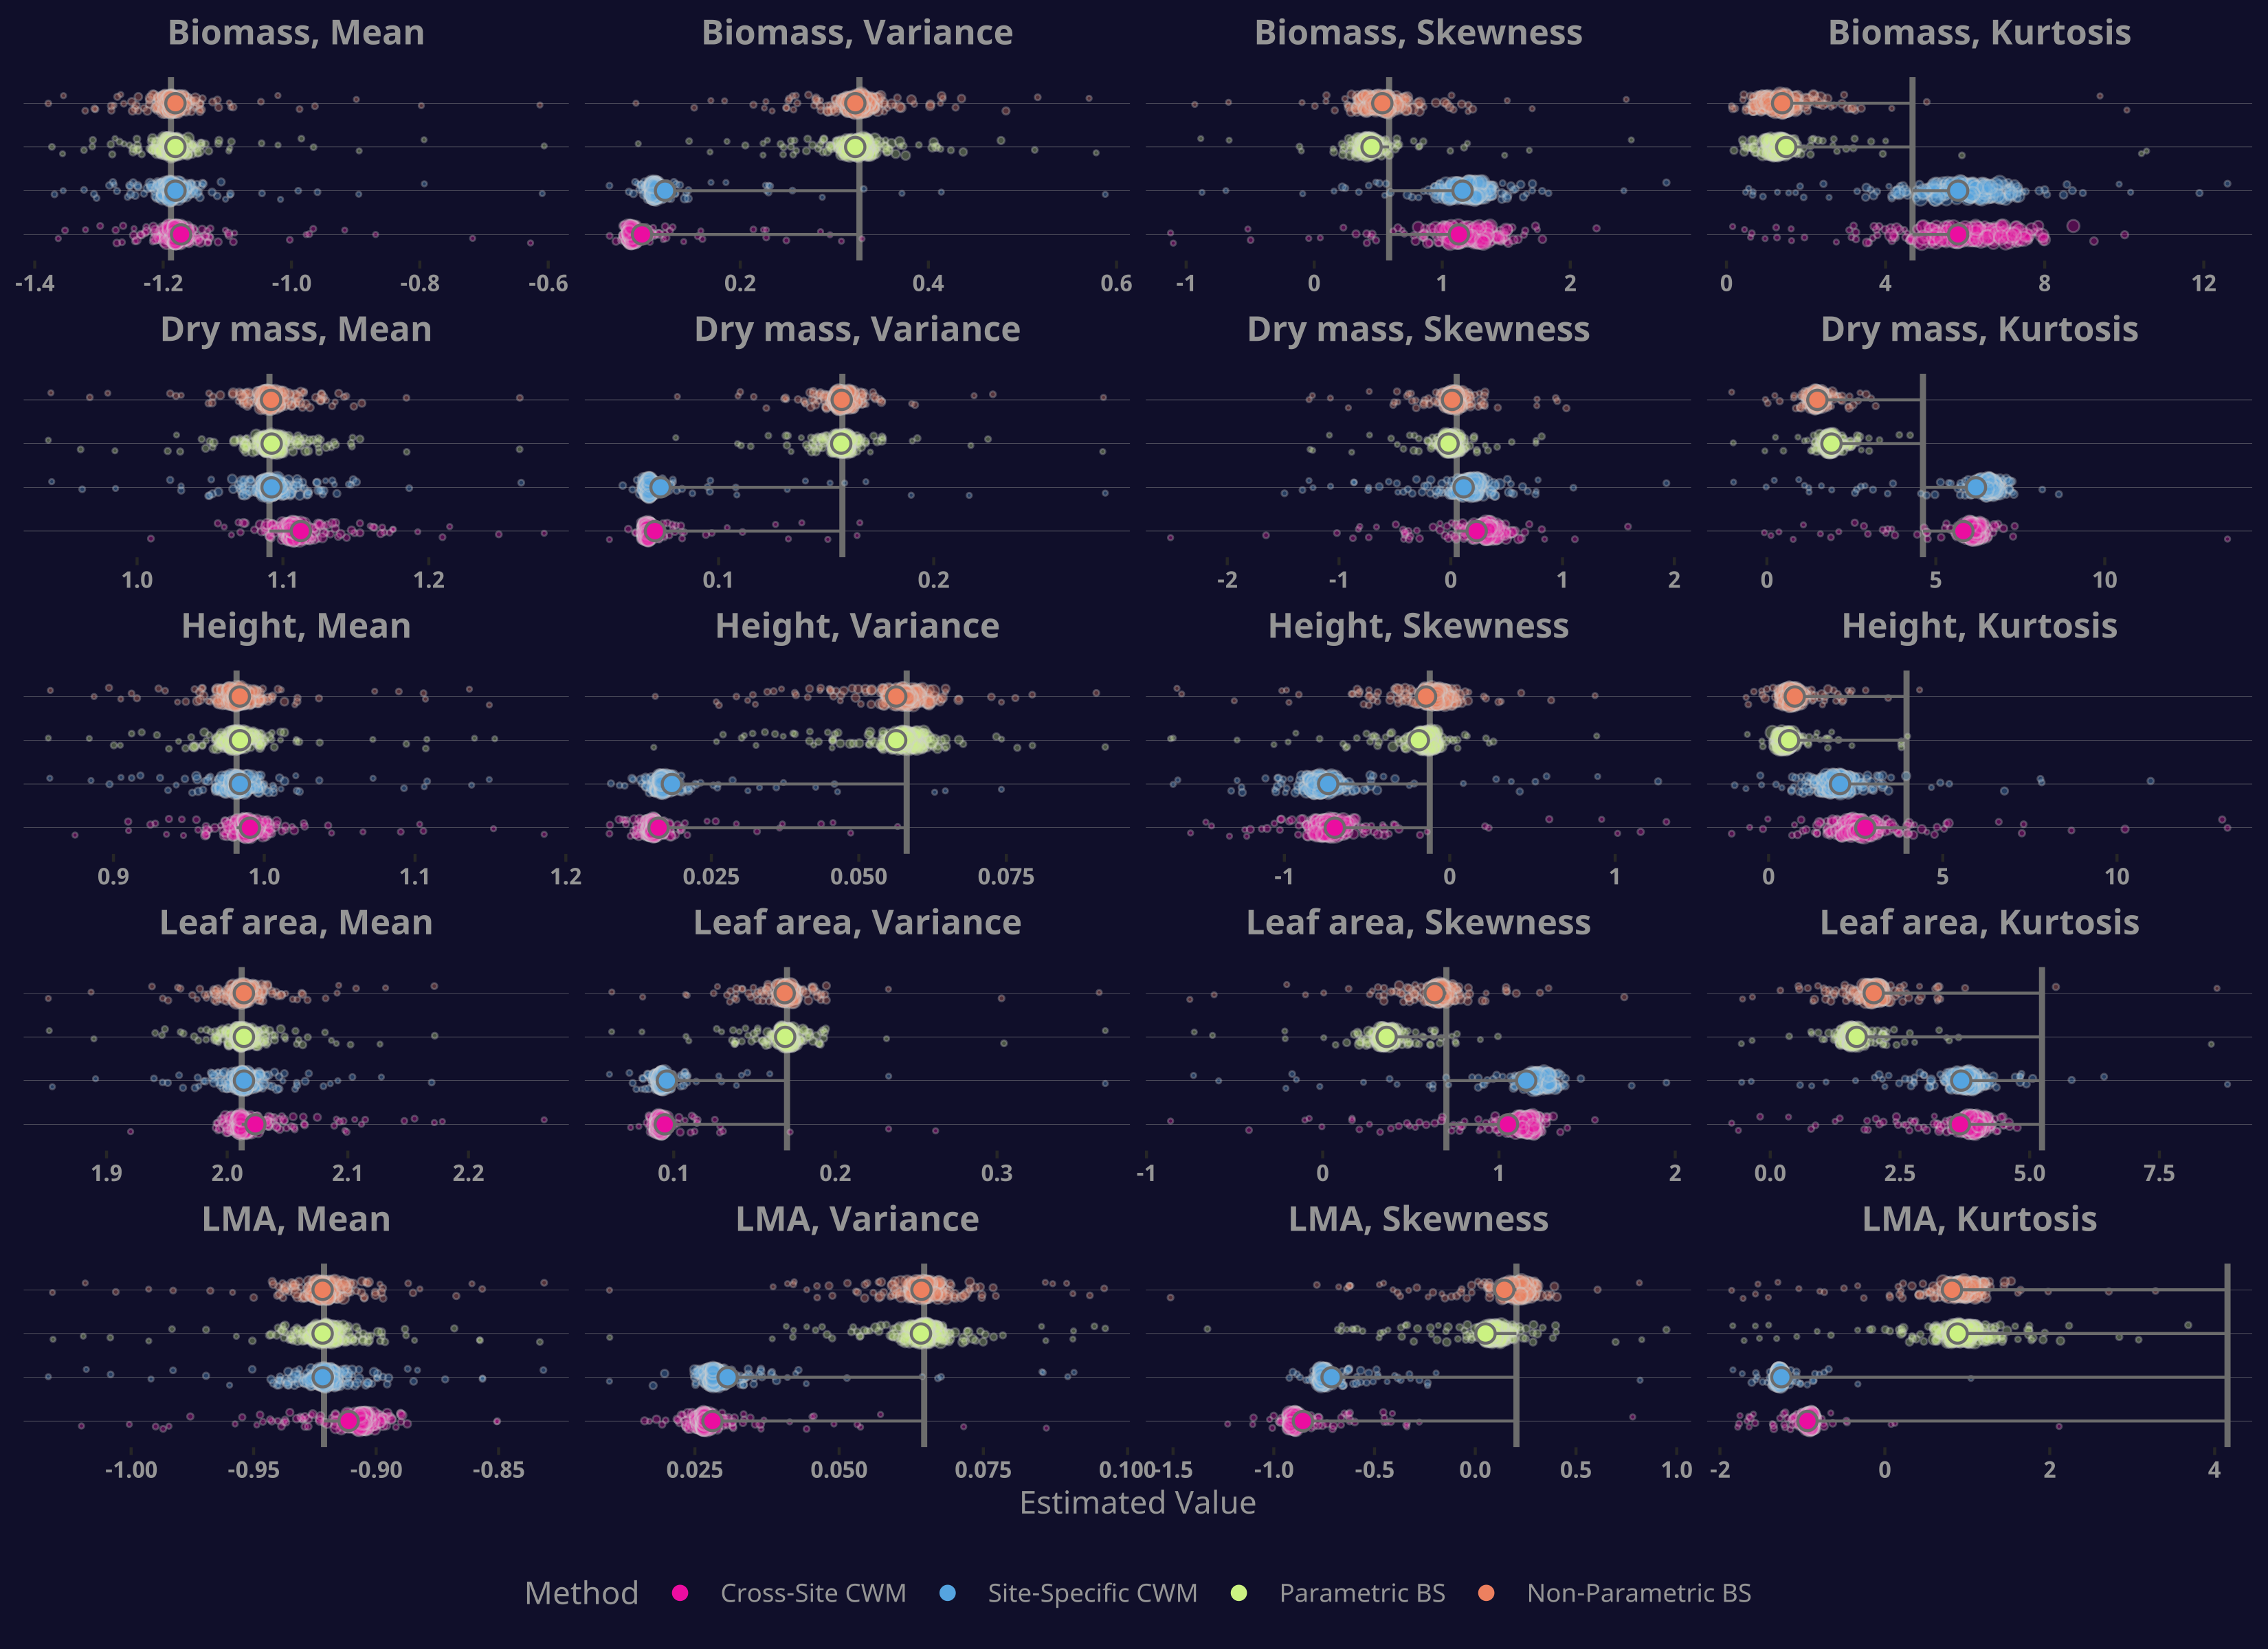 Biomass, Mean Biomass, Variance Biomass, Skewness Biomass, Kurtosis
-1.4 -1.2 -1.0 -0.8 -0.6 0.2 0.4 0.6 -1 0 1 2 0 4 8 12
Dry mass, Mean Dry mass, Variance Dry mass, Skewness Dry mass, Kurtosis
1.0 1.1 1.2 0.1 0.2 -2 -1 0 1 2 0 5 10
Height, Mean Height, Variance Height, Skewness Height, Kurtosis
0.9 1.0 1.1 1.2 0.025 0.050 0.075 -1 0 1 0 5 10
Leaf area, Mean Leaf area, Variance Leaf area, Skewness Leaf area, Kurtosis
1.9 2.0 2.1 2.2 0.1 0.2 0.3 -1 0 1 2 0.0 2.5 5.0 7.5
LMA, Mean LMA, Variance LMA, Skewness LMA, Kurtosis
-1.00 -0.95 -0.90 -0.85 0.025 0.050 0.075 0.100 -1.5 -1.0 -0.5 0.0 0.5 1.0 -2 0 2 4
Estimated Value
Method Cross-Site CWM Site-Specific CWM Parametric BS Non-Parametric BS